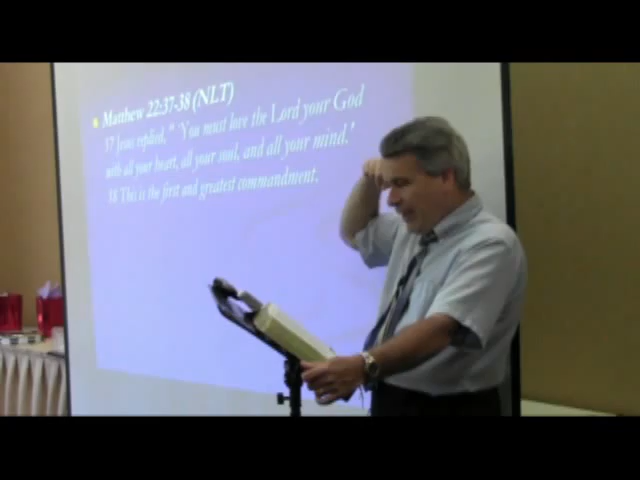 Matthew 22:37-38 (NLT)
37 Jesus replied, " 'You must love the Lord your God
with all your heart, all your soul, and all your mind.'
38 This is the first and greatest commandment.